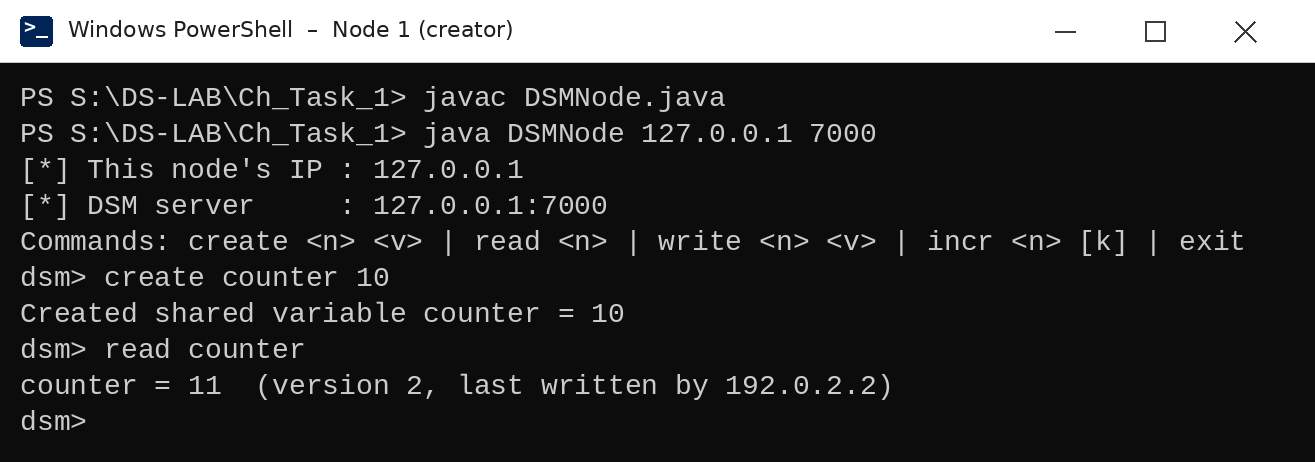 Windows PowerShell – Node 1 (creator)
PS S:\DS-LAB\Ch_Task_1> javac DSMNode.java
PS S:\DS-LAB\Ch_Task_1> java DSMNode 127.0.0.1 7000
[*] This node's IP : 127.0.0.1
[*] DSM server     : 127.0.0.1:7000
Commands: create <n> <v> | read <n> | write <n> <v> | incr <n> [k] | exit
dsm> create counter 10
Created shared variable counter = 10
dsm> read counter
counter = 11  (version 2, last written by 192.0.2.2)
dsm>